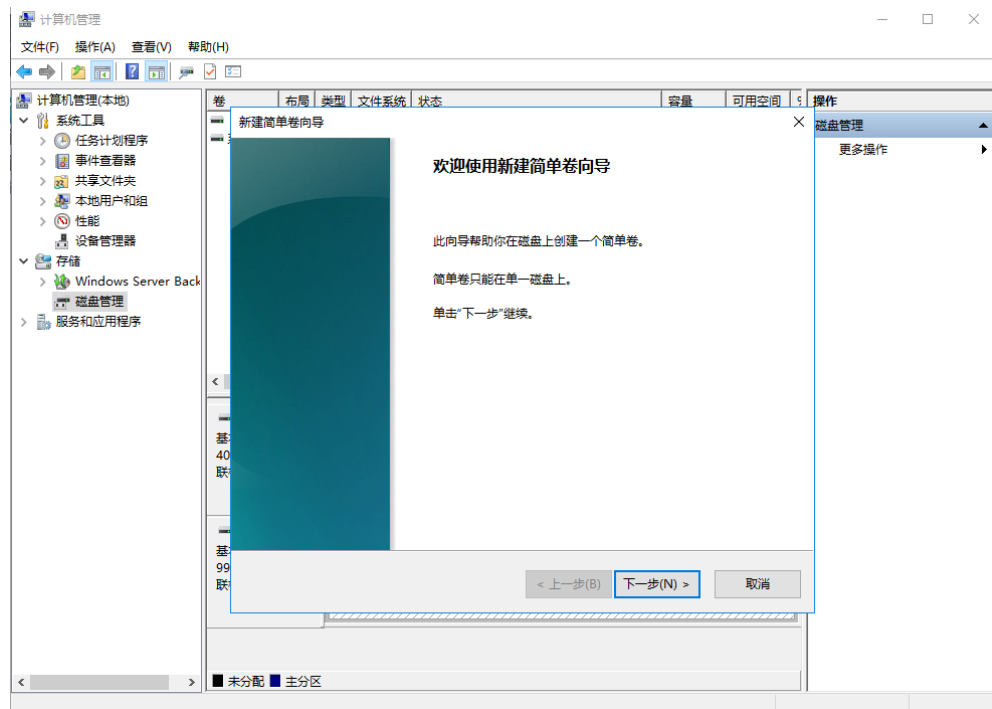 计算机管理
文件(F) 操作(A) 查看(V) 帮助(H)
计算机管理(本地)
系统工具
任务计划程序
事件查看器
共享文件夹
本地用户和组
性能
设备管理器
存储
Windows Server Back
磁盘管理
服务和应用程序
卷 布局 类型 文件系统 状态 容量 可用空间
新建简单卷向导
欢迎使用新建简单卷向导
此向导帮助你在磁盘上创建一个简单卷。
简单卷只能在单一磁盘上。
单击"下一步"继续。
< 上一步(B) 下一步(N) > 取消
基
40
联
基
99
联
未分配 主分区
操作
磁盘管理
更多操作